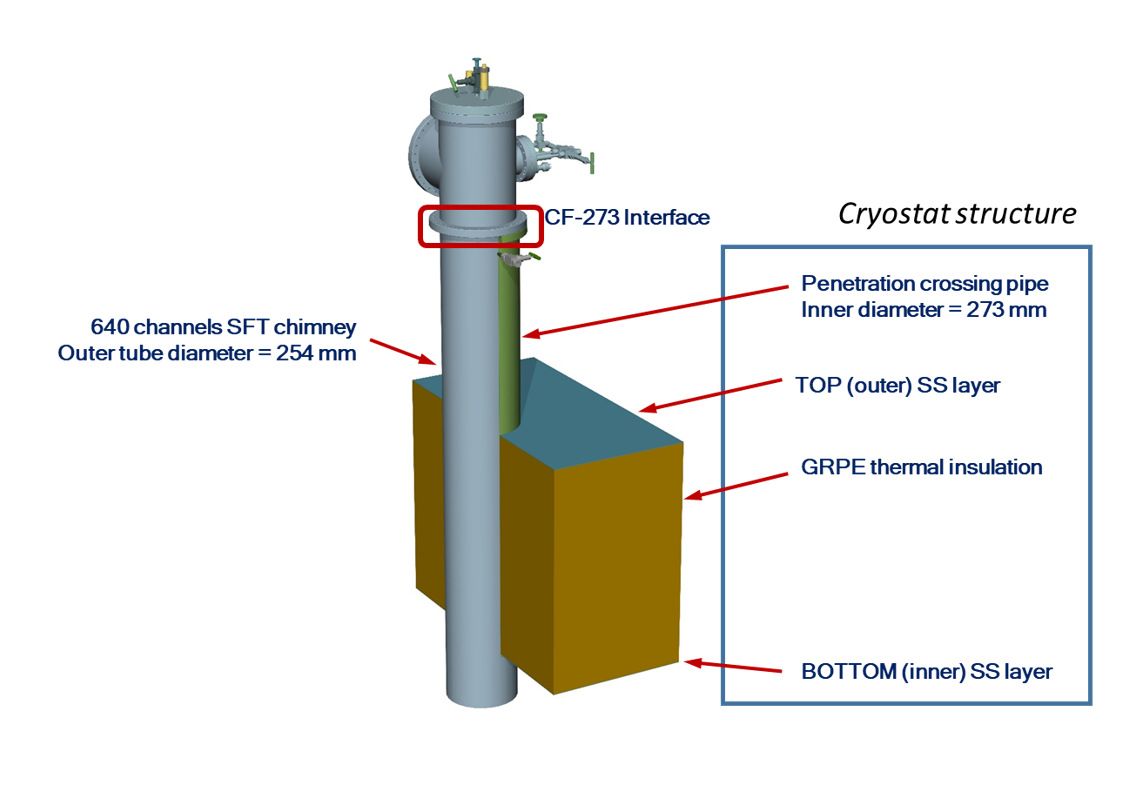 CF-273 Interface
Cryostat structure
Penetration crossing pipe
Inner diameter = 273 mm
640 channels SFT chimney
Outer tube diameter = 254 mm
TOP (outer) SS layer
GRPE thermal insulation
BOTTOM (inner) SS layer